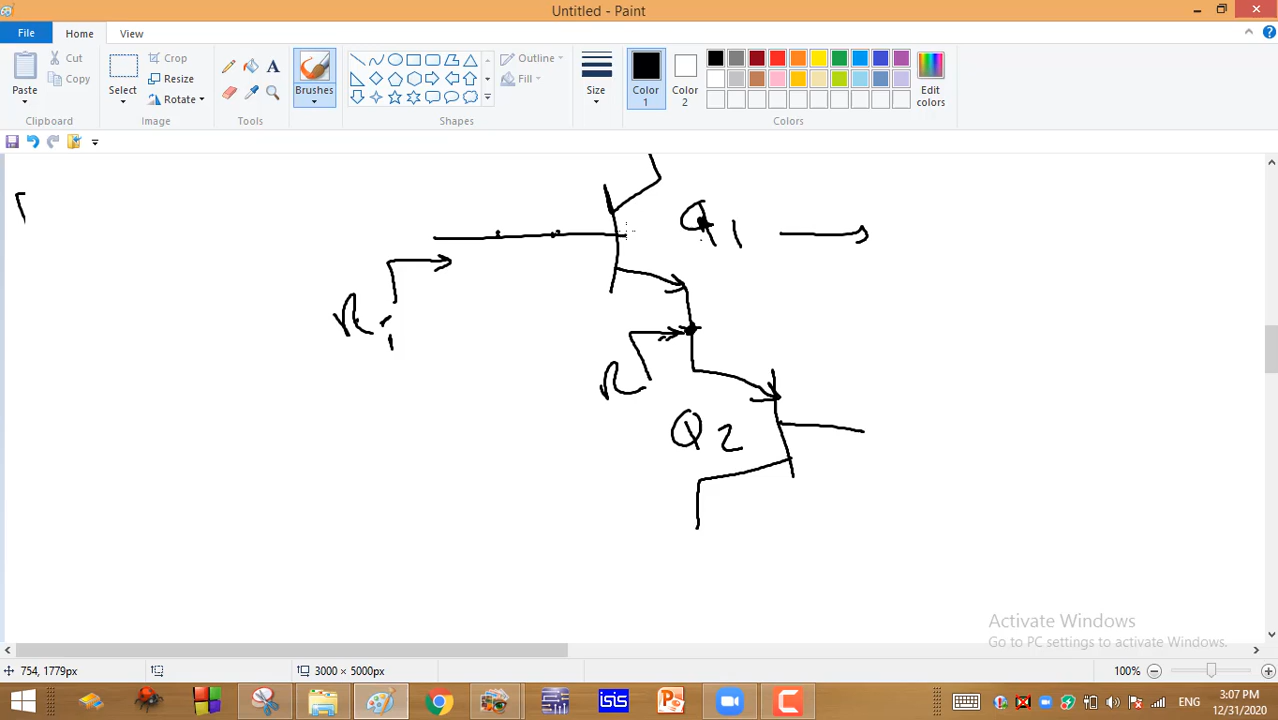 Untitled - Paint
File
Home
View
Paste
Cut
Copy
Clipboard
Select
Crop
Resize
Rotate
Image
Tools
Brushes
Shapes
Outline
Fill
Size
Color
1
Color
2
Edit
colors
Colors
Q1
Ri
R
Q2
Activate Windows
Go to PC settings to activate Windows.
754, 1779px
3000 × 5000px
100%
isis
ENG
3:07 PM
12/31/2020